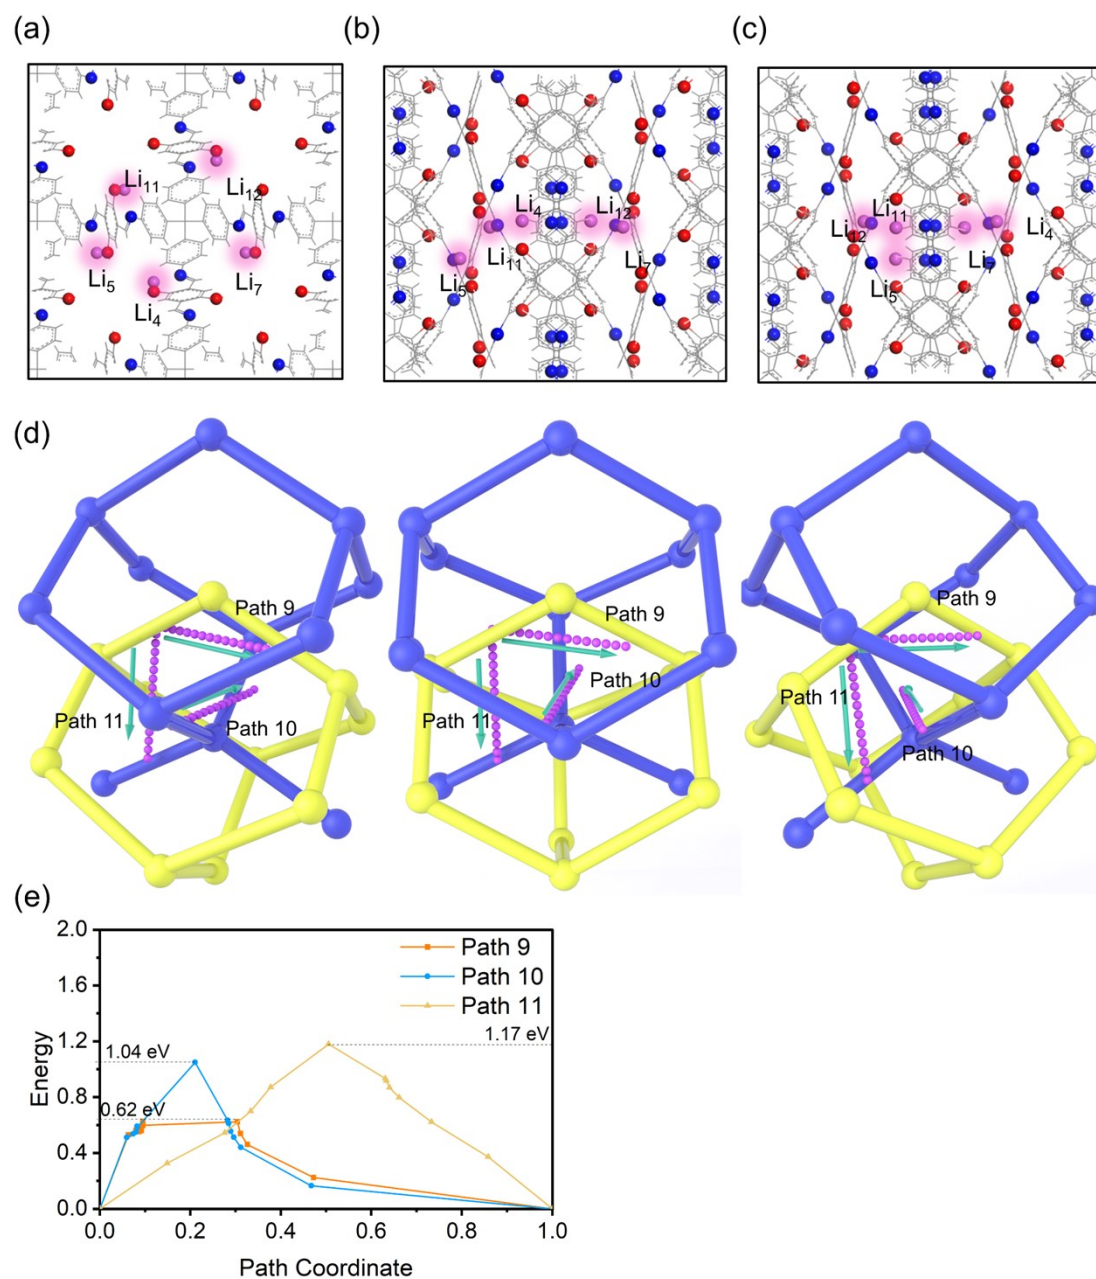 (a)
(b)
(c)
Li₁₁
Li₁₂
Li₅
Li₇
Li₄
Li₄
Li₁₂
Li₁₁
Li₅
Li₇
Li₁₁
Li₁₂
Li₄
Li₇
Li₅
(d)
Path 9
Path 11
Path 10
Path 9
Path 10
Path 11
Path 9
Path 11
Path 10
(e)
2.0
1.6
1.2
0.8
0.4
0.0
Energy
Path 9
Path 10
Path 11
1.17 eV
1.04 eV
0.62 eV
0.0 0.2 0.4 0.6 0.8 1.0
Path Coordinate